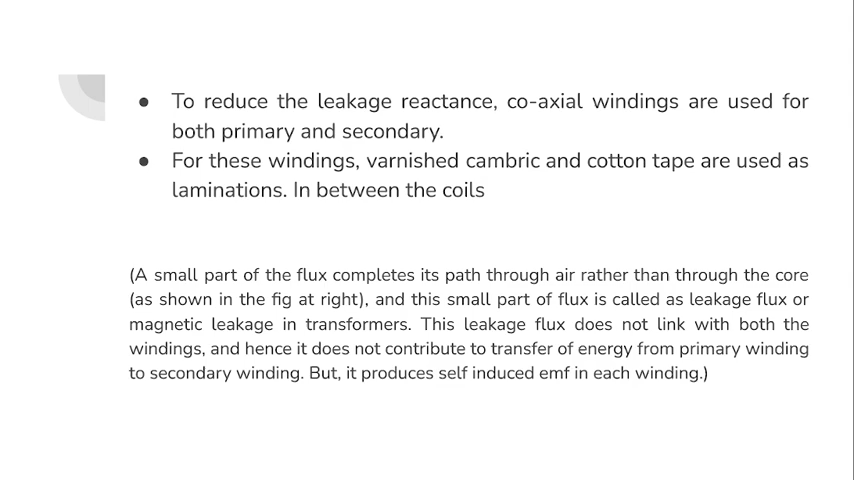 ● To reduce the leakage reactance, co-axial windings are used for
both primary and secondary.
● For these windings, varnished cambric and cotton tape are used as
laminations. In between the coils
(A small part of the flux completes its path through air rather than through the core
(as shown in the fig at right), and this small part of flux is called as leakage flux or
magnetic leakage in transformers. This leakage flux does not link with both the
windings, and hence it does not contribute to transfer of energy from primary winding
to secondary winding. But, it produces self induced emf in each winding.)